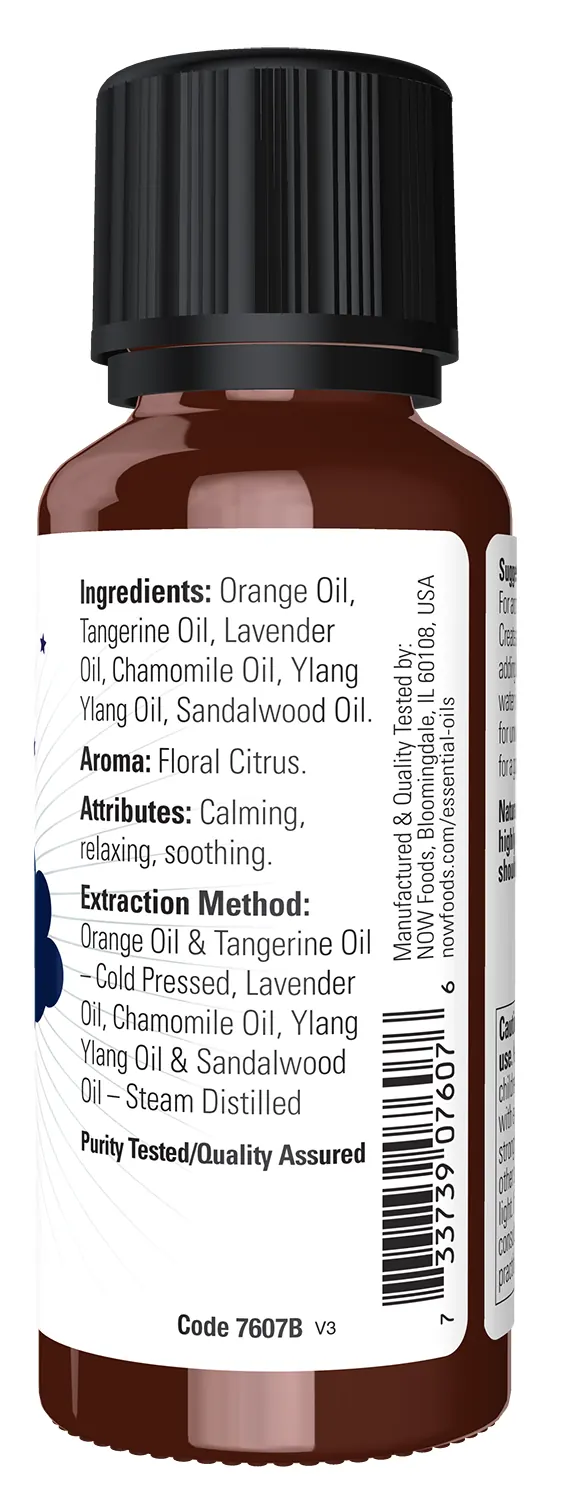 Ingredients: Orange Oil,
Tangerine Oil, Lavender
Oil, Chamomile Oil, Ylang
Ylang Oil, Sandalwood Oil.
Aroma: Floral Citrus.
Attributes: Calming,
relaxing, soothing.
Extraction Method:
Orange Oil & Tangerine Oil
– Cold Pressed, Lavender
Oil, Chamomile Oil, Ylang
Ylang Oil & Sandalwood
Oil – Steam Distilled
Purity Tested/Quality Assured
Code 7607B V3
Manufactured & Quality Tested by:
NOW Foods, Bloomingdale, IL 60108, USA
nowfoods.com/essential-oils
7 33739 07607 6
water
use.